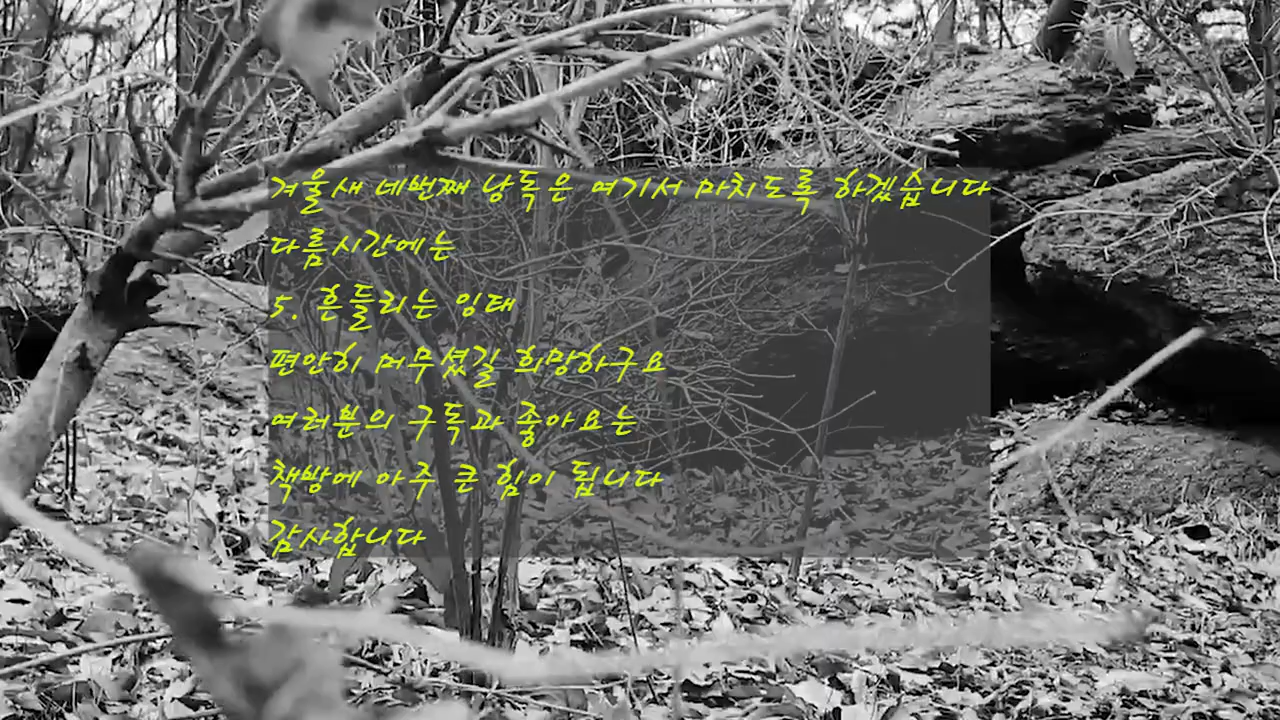 겨울새 네번째 낭독은 여기서 마치도록 하겠습니다
다름시간에는
5. 흔들리는 잉태
편안히 머무셨길 희망하구요
여러분의 구독과 좋아요는
책방에 아주 큰 힘이 됩니다
감사합니다